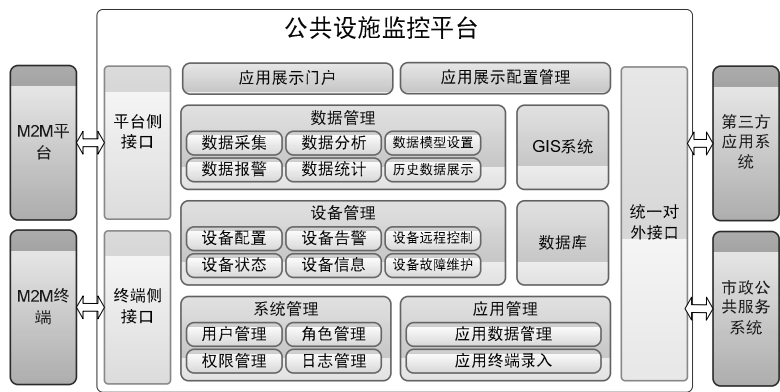 公共设施监控平台
应用展示门户
应用展示配置管理
M2M平
台
平台侧
接口
数据管理
数据采集
数据分析
数据模型设置
数据报警
数据统计
历史数据展示
GIS系统
第三方
应用系
统
设备管理
设备配置
设备告警
设备远程控制
设备状态
设备信息
设备故障维护
数据库
统一对
外接口
M2M终
端
终端侧
接口
系统管理
用户管理
角色管理
权限管理
日志管理
应用管理
应用数据管理
应用终端录入
市政公
共服务
系统